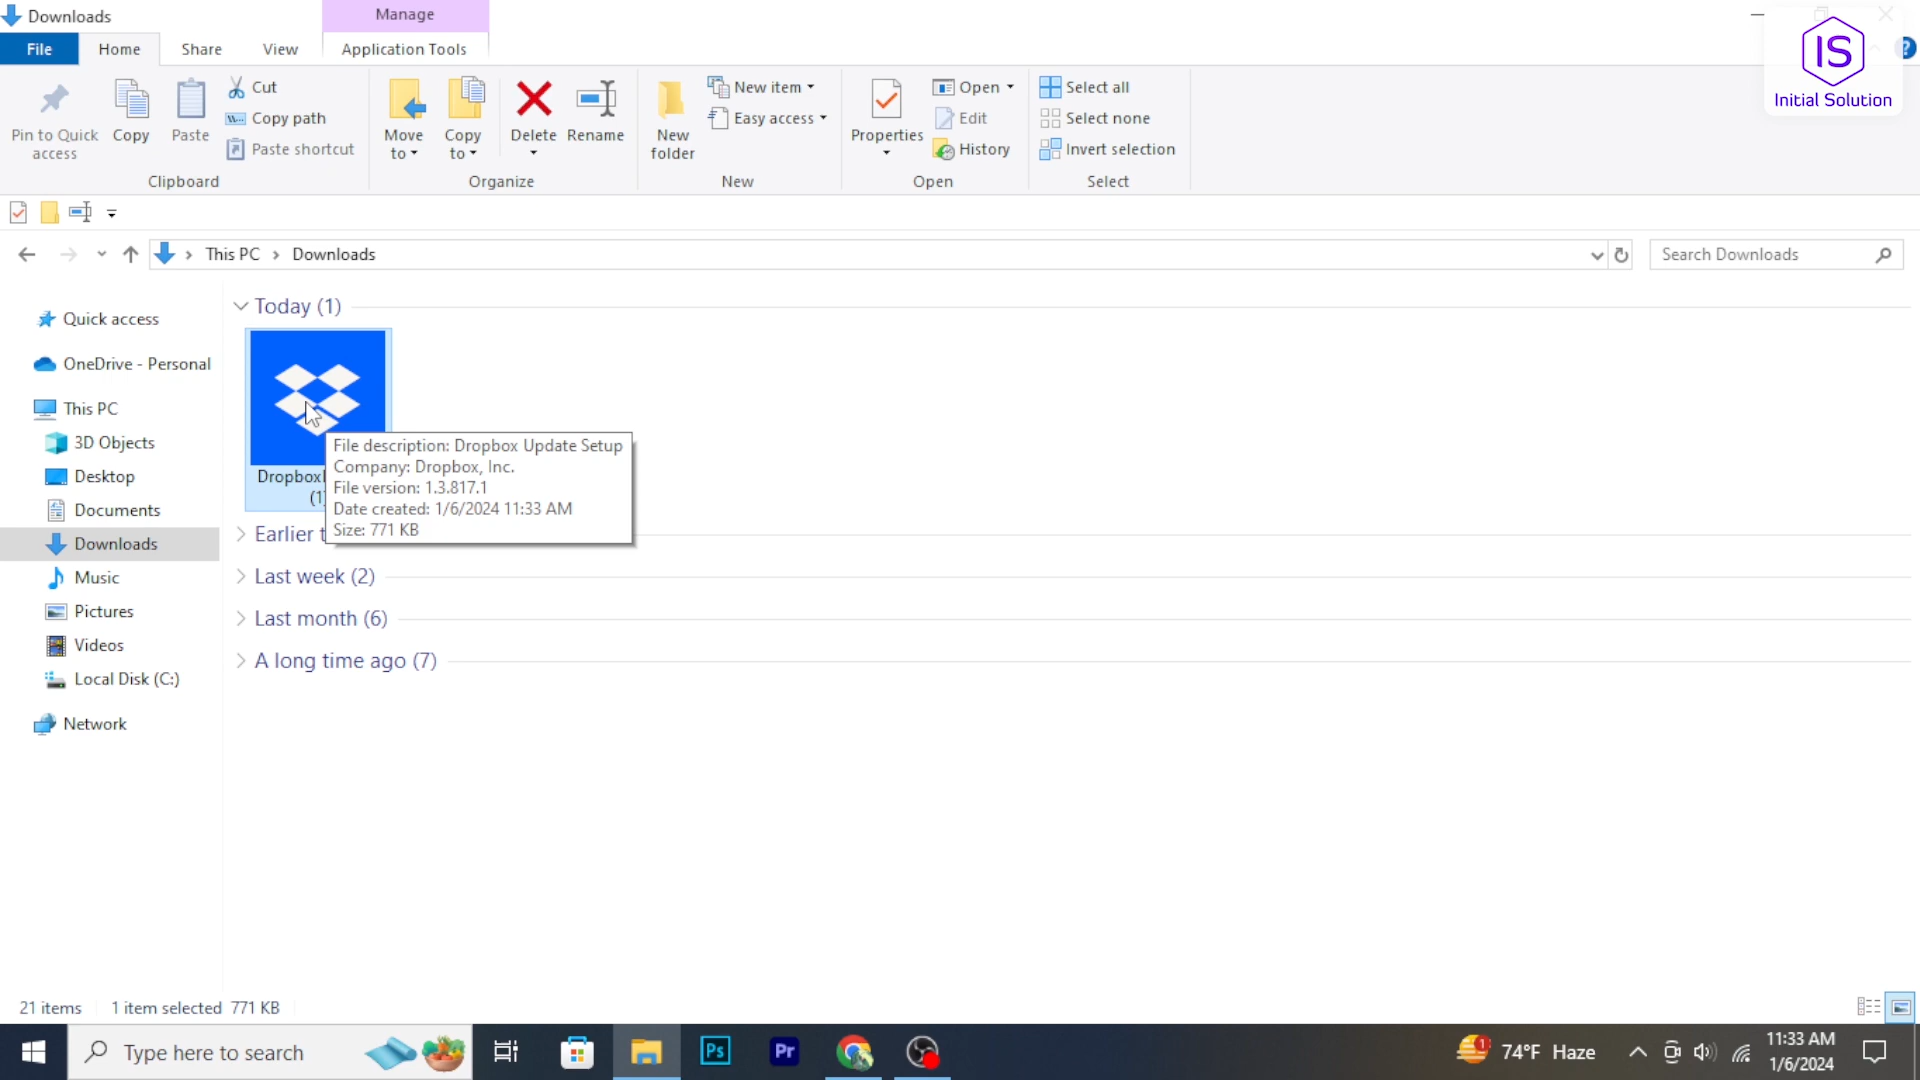 Downloads
Manage
File
Home
Share
View
Application Tools
Pin to Quick access
Copy
Paste
Cut
Copy path
Paste shortcut
Clipboard
Move to
Copy to
Delete
Rename
Organize
New folder
New item
Easy access
New
Properties
Open
Edit
History
Open
Select all
Select none
Invert selection
Select
IS
Initial Solution
This PC
Downloads
Search Downloads
Quick access
OneDrive - Personal
This PC
3D Objects
Desktop
Documents
Downloads
Music
Pictures
Videos
Local Disk (C:)
Network
Today (1)
File description: Dropbox Update Setup
Company: Dropbox, Inc.
File version: 1.3.817.1
Date created: 1/6/2024 11:33 AM
Size: 771 KB
Earlier
Last week (2)
Last month (6)
A long time ago (7)
21 items
1 item selected 771 KB
Type here to search
Ps
Pr
1
74°F Haze
11:33 AM
1/6/2024